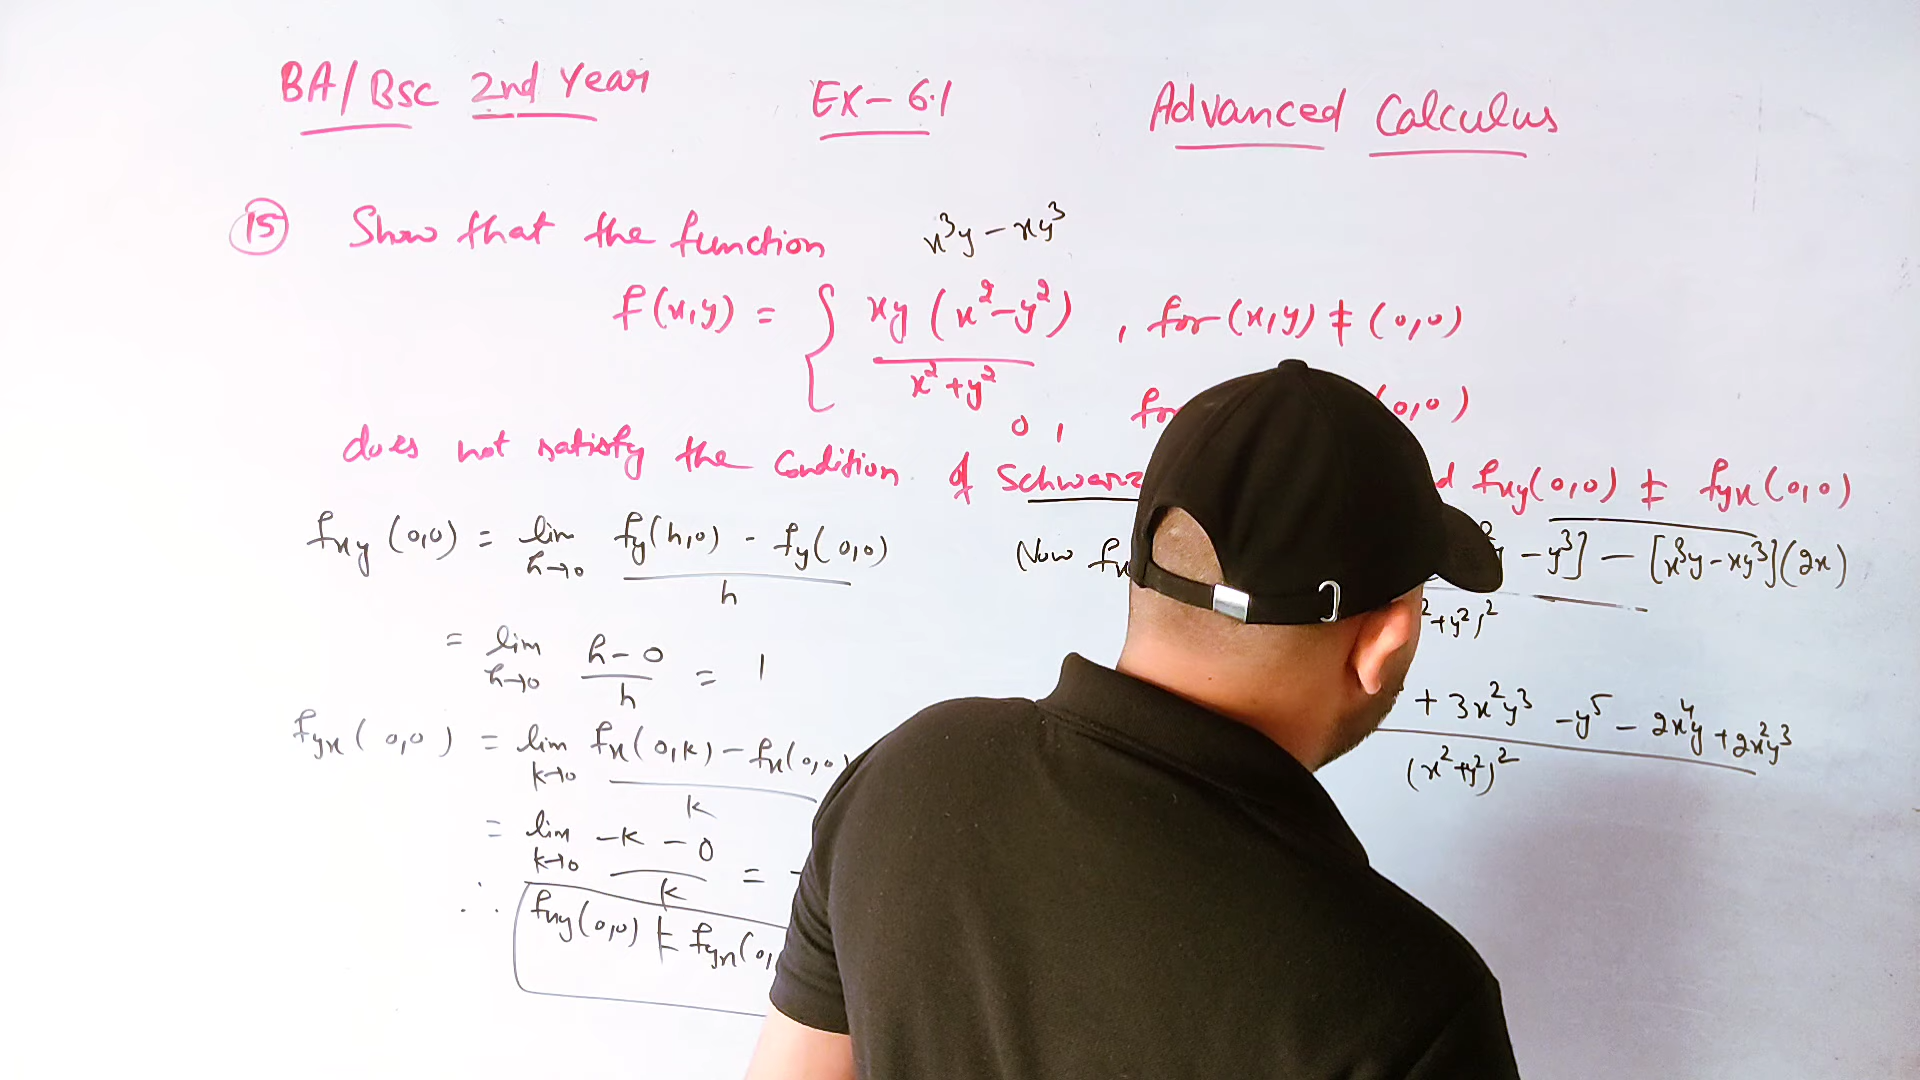 BA/BSc 2nd Year
EX-6.1
Advanced Calculus
15 Show that the function
x³y - xy³
f(x,y) = { xy (x²-y²) / x²+y² , for (x,y) ≠ (0,0)
0, for (0,0)
does not satisfy the condition of Schwarz fxy(0,0) ≠ fyx(0,0)
fxy (0,0) = lim h→0 fy(h,0) - fy(0,0) / h
= lim h→0 h-0 / h = 1
fyx (0,0) = lim k→0 fx(0,k) - fx(0,0) / k
= lim k→0 -k - 0 / k =
∴ fxy(0,0) ≠ fyx(0,
Now
- y³] - [x³y - xy³](2x)
²+y²)²
+ 3x²y³ - y⁵ - 2x⁴y + 2x²y³
(x²+y²)²